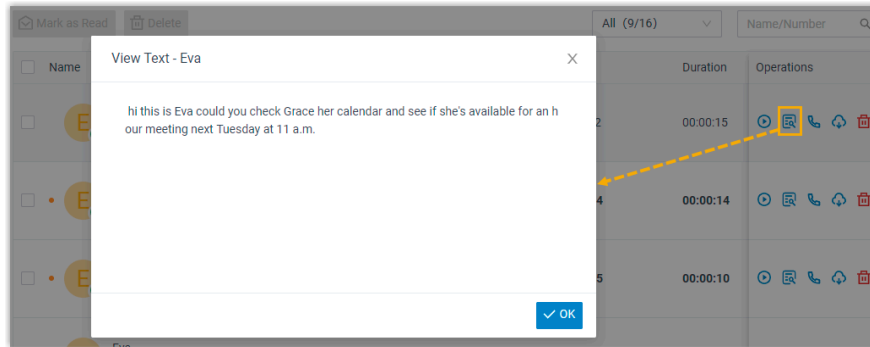 Mark as Read Delete All (9/16) Name/Number
View Text - Eva
Name Duration Operations
hi this is Eva could you check Grace her calendar and see if she's available for an h
our meeting next Tuesday at 11 a.m.
E 2 00:00:15
E 4 00:00:14
E 5 00:00:10
OK
Eva